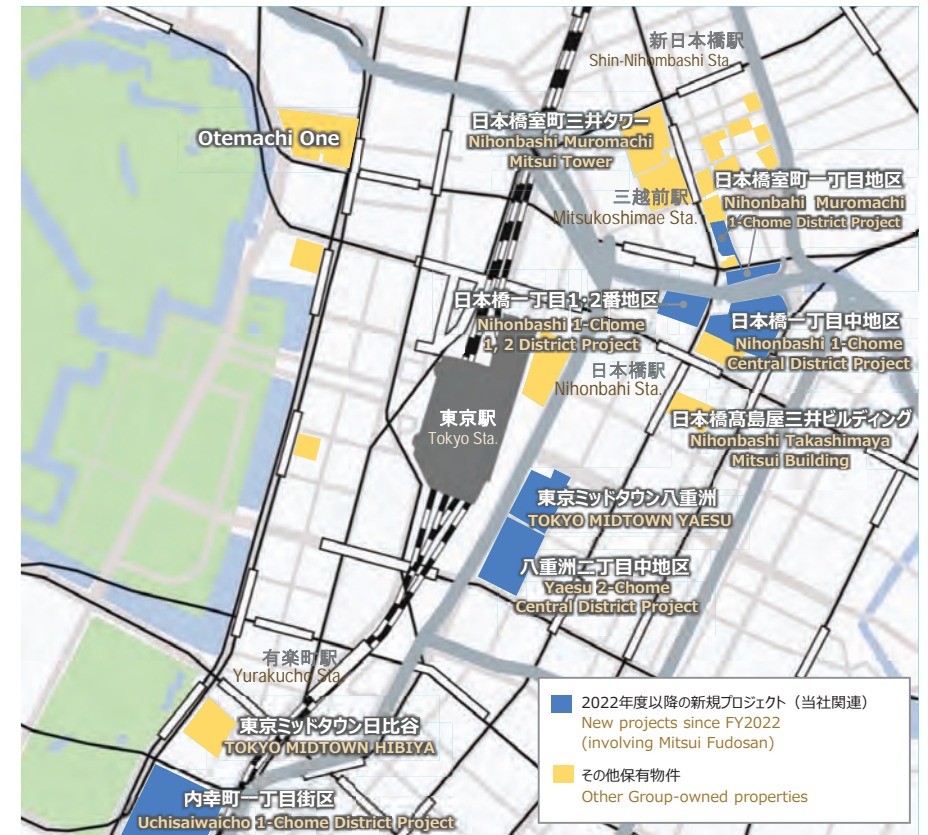 新日本橋駅
Shin-Nihombashi Sta.
Otemachi One
日本橋室町三井タワー
Nihonbashi Muromachi
Mitsui Tower
日本橋室町一丁目地区
Nihonbahi Muromachi
1-Chome District Project
三越前駅
Mitsukoshimae Sta.
日本橋一丁目1・2番地区
Nihonbashi 1-Chome
1, 2 District Project
日本橋一丁目中地区
Nihonbashi 1-Chome
Central District Project
日本橋駅
Nihonbahi Sta.
東京駅
Tokyo Sta.
日本橋髙島屋三井ビルディング
Nihonbashi Takashimaya
Mitsui Building
東京ミッドタウン八重洲
TOKYO MIDTOWN YAESU
八重洲二丁目中地区
Yaesu 2-Chome
Central District Project
有楽町駅
Yurakucho Sta.
東京ミッドタウン日比谷
TOKYO MIDTOWN HIBIYA
内幸町一丁目街区
Uchisaiwaicho 1-Chome District Project
2022年度以降の新規プロジェクト（当社関連）
New projects since FY2022
(involving Mitsui Fudosan)
その他保有物件
Other Group-owned properties